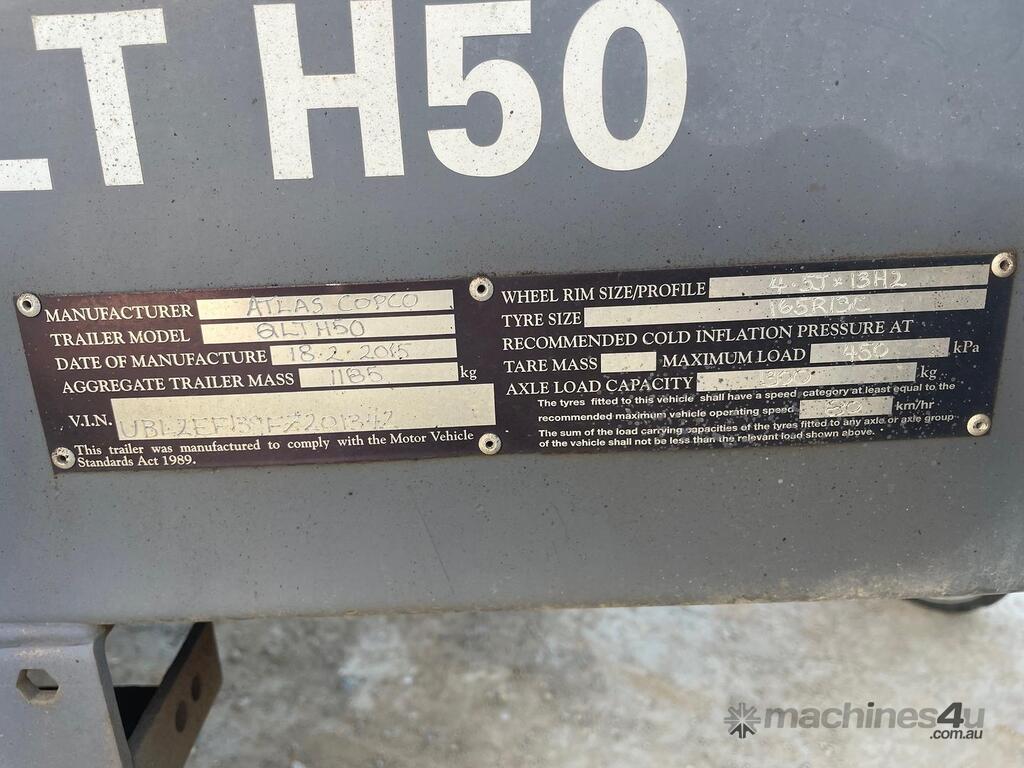 LT H50
MANUFACTURER ATLAS COPCO
TRAILER MODEL QLT H50
DATE OF MANUFACTURE 18.2.2015
AGGREGATE TRAILER MASS 1185 kg
V.I.N.
This trailer was manufactured to comply with the Motor Vehicle
Standards Act 1989.
WHEEL RIM SIZE/PROFILE 4.5J x 13H2
TYRE SIZE 165R13C
RECOMMENDED COLD INFLATION PRESSURE AT
TARE MASS MAXIMUM LOAD 450 kPa
AXLE LOAD CAPACITY kg
The tyres fitted to this vehicle shall have a speed category at least equal to the
recommended maximum vehicle operating speed 80 km/hr
The sum of the load carrying capacities of the tyres fitted to any axle or axle group
of the vehicle shall not be less than the relevant load shown above.
machines4u
.com.au